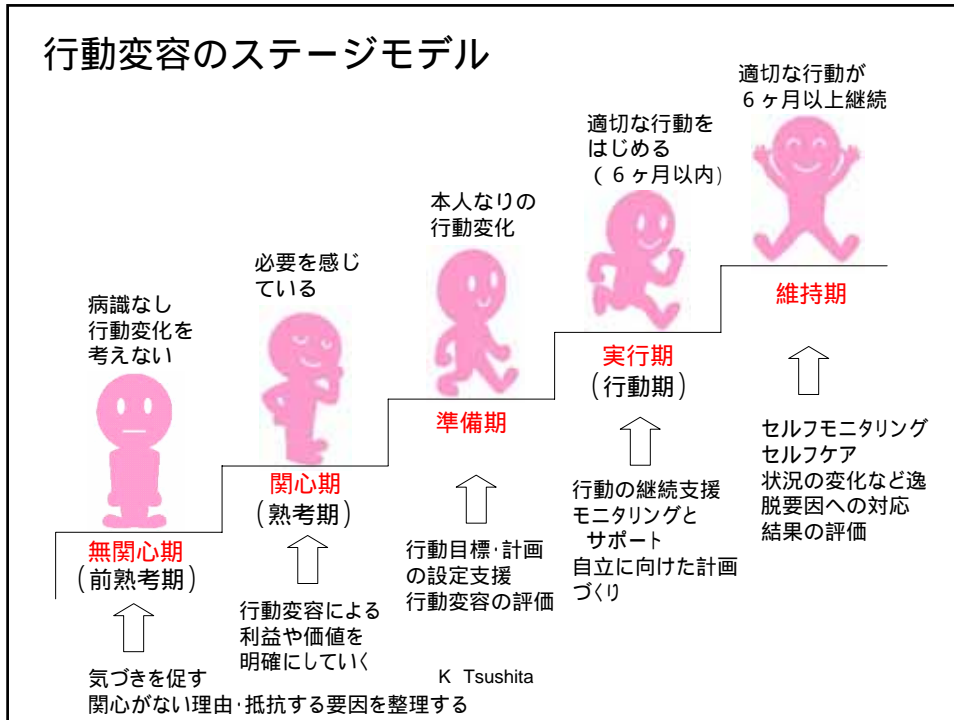 行動変容のステージモデル
適切な行動が
６ヶ月以上継続
適切な行動を
はじめる
（６ヶ月以内）
本人なりの
行動変化
必要を感じ
ている
病識なし
行動変化を
考えない
維持期
実行期
（行動期）
準備期
関心期
（熟考期）
無関心期
（前熟考期）
セルフモニタリング
セルフケア
状況の変化など逸
脱要因への対応
結果の評価
行動の継続支援
モニタリングと
サポート
自立に向けた計画
づくり
行動目標・計画
の設定支援
行動変容の評価
行動変容による
利益や価値を
明確にしていく
気づきを促す
関心がない理由・抵抗する要因を整理する
K Tsushita